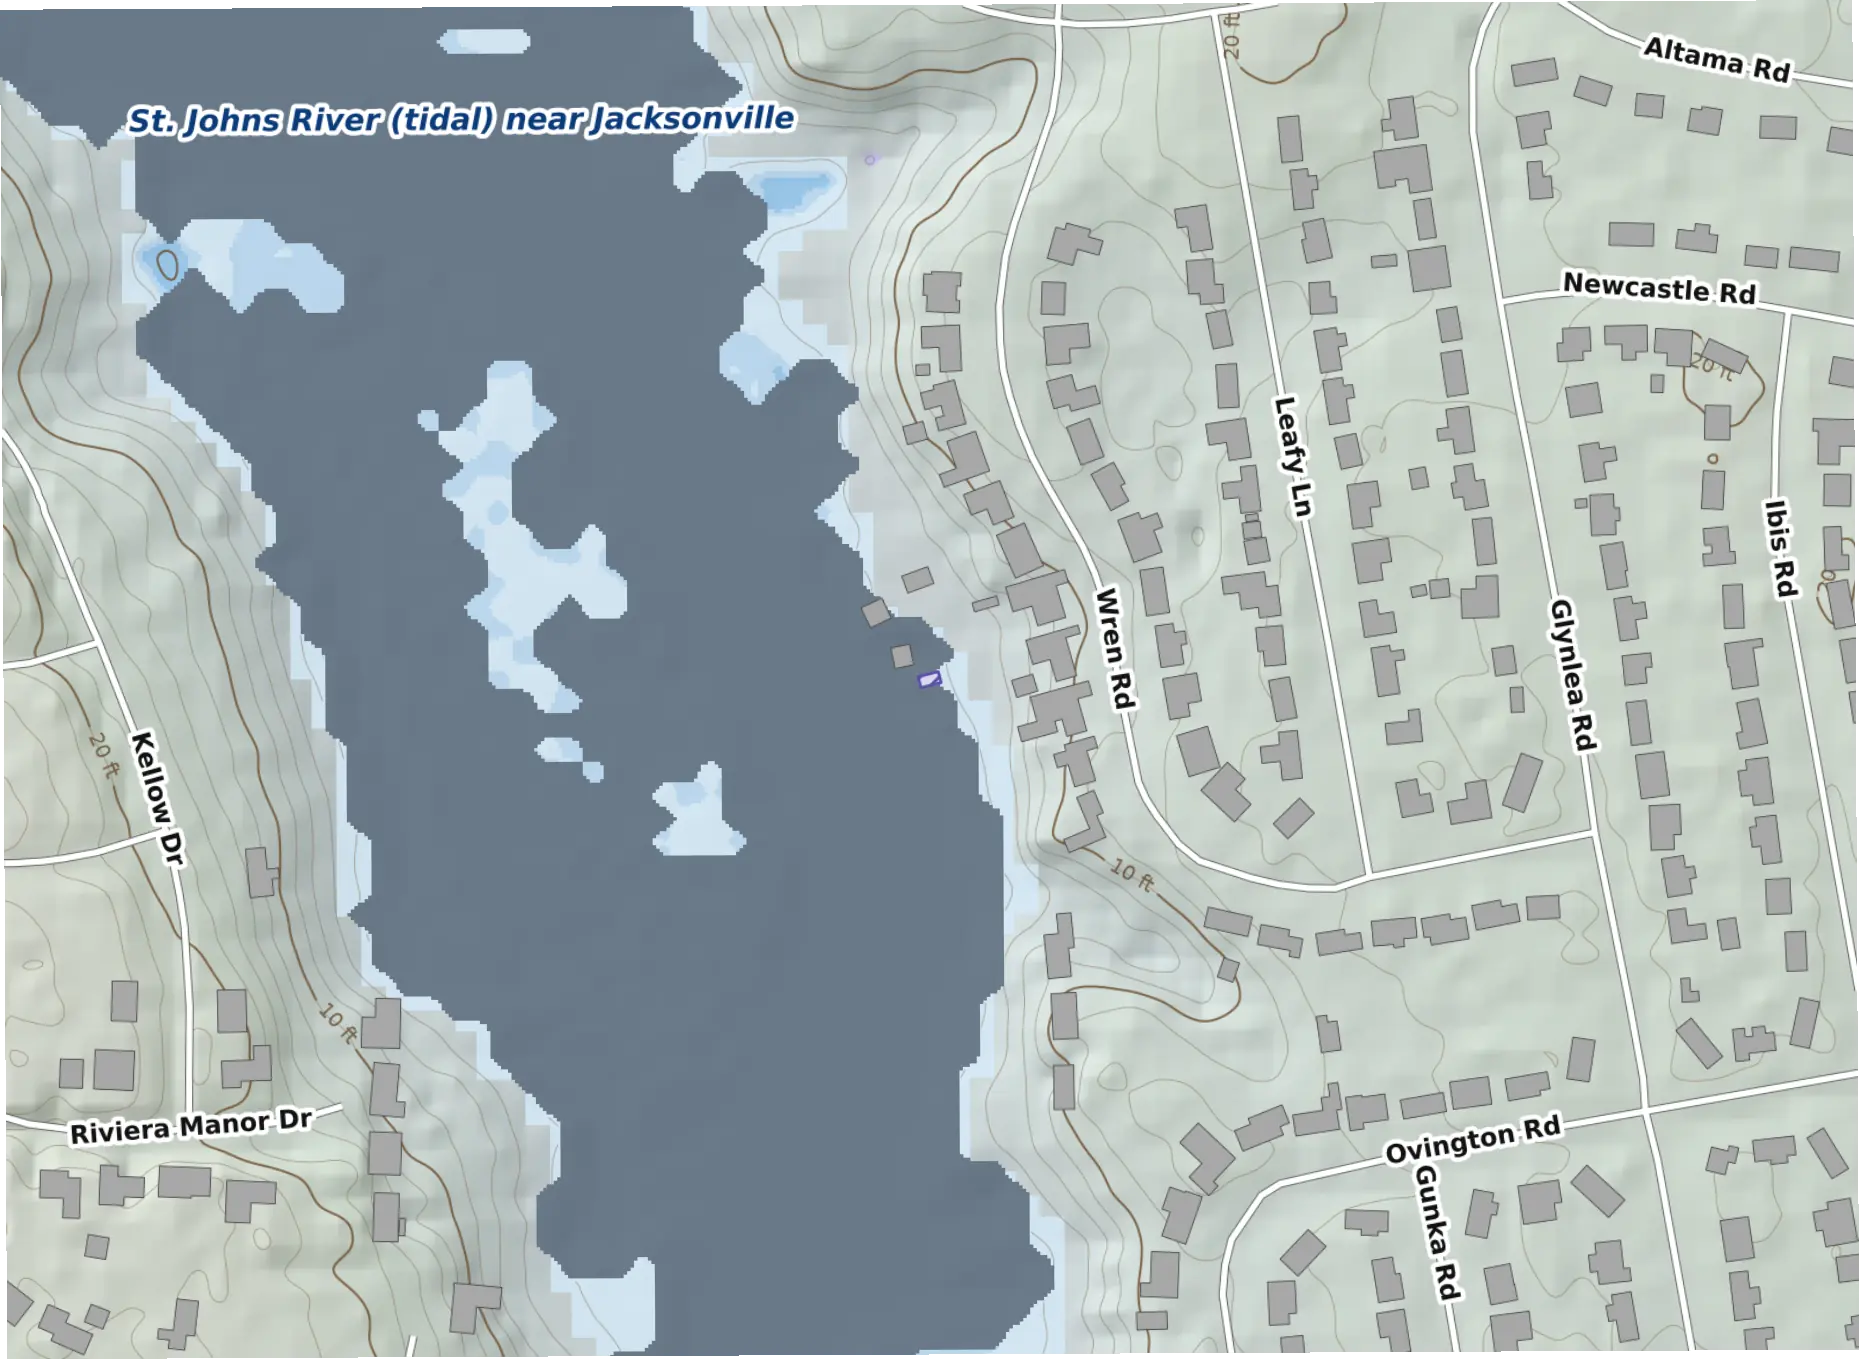 Altama Rd
20 ft
St. Johns River (tidal) near Jacksonville
Newcastle Rd
20 ft
Leafy Ln
Ibis Rd
Wren Rd
Glynlea Rd
20 ft
Kellow Dr
10 ft
10 ft
Riviera Manor Dr
Ovington Rd
Gunka Rd